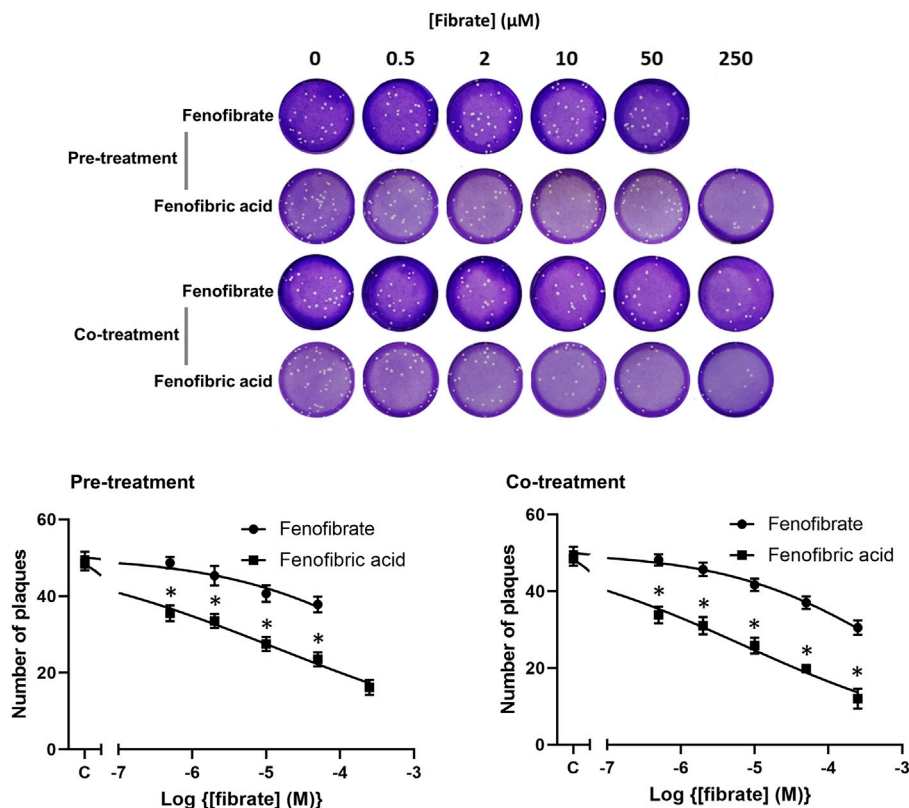 [Fibrate] (µM)
0 0.5 2 10 50 250
Fenofibrate
Pre-treatment
Fenofibric acid
Fenofibrate
Co-treatment
Fenofibric acid
Pre-treatment
60
40
20
0
Number of plaques
Fenofibrate
Fenofibric acid
* * * *
C -7 -6 -5 -4 -3
Log {[fibrate] (M)}
Co-treatment
60
40
20
0
Number of plaques
Fenofibrate
Fenofibric acid
* * * * *
C -7 -6 -5 -4 -3
Log {[fibrate] (M)}